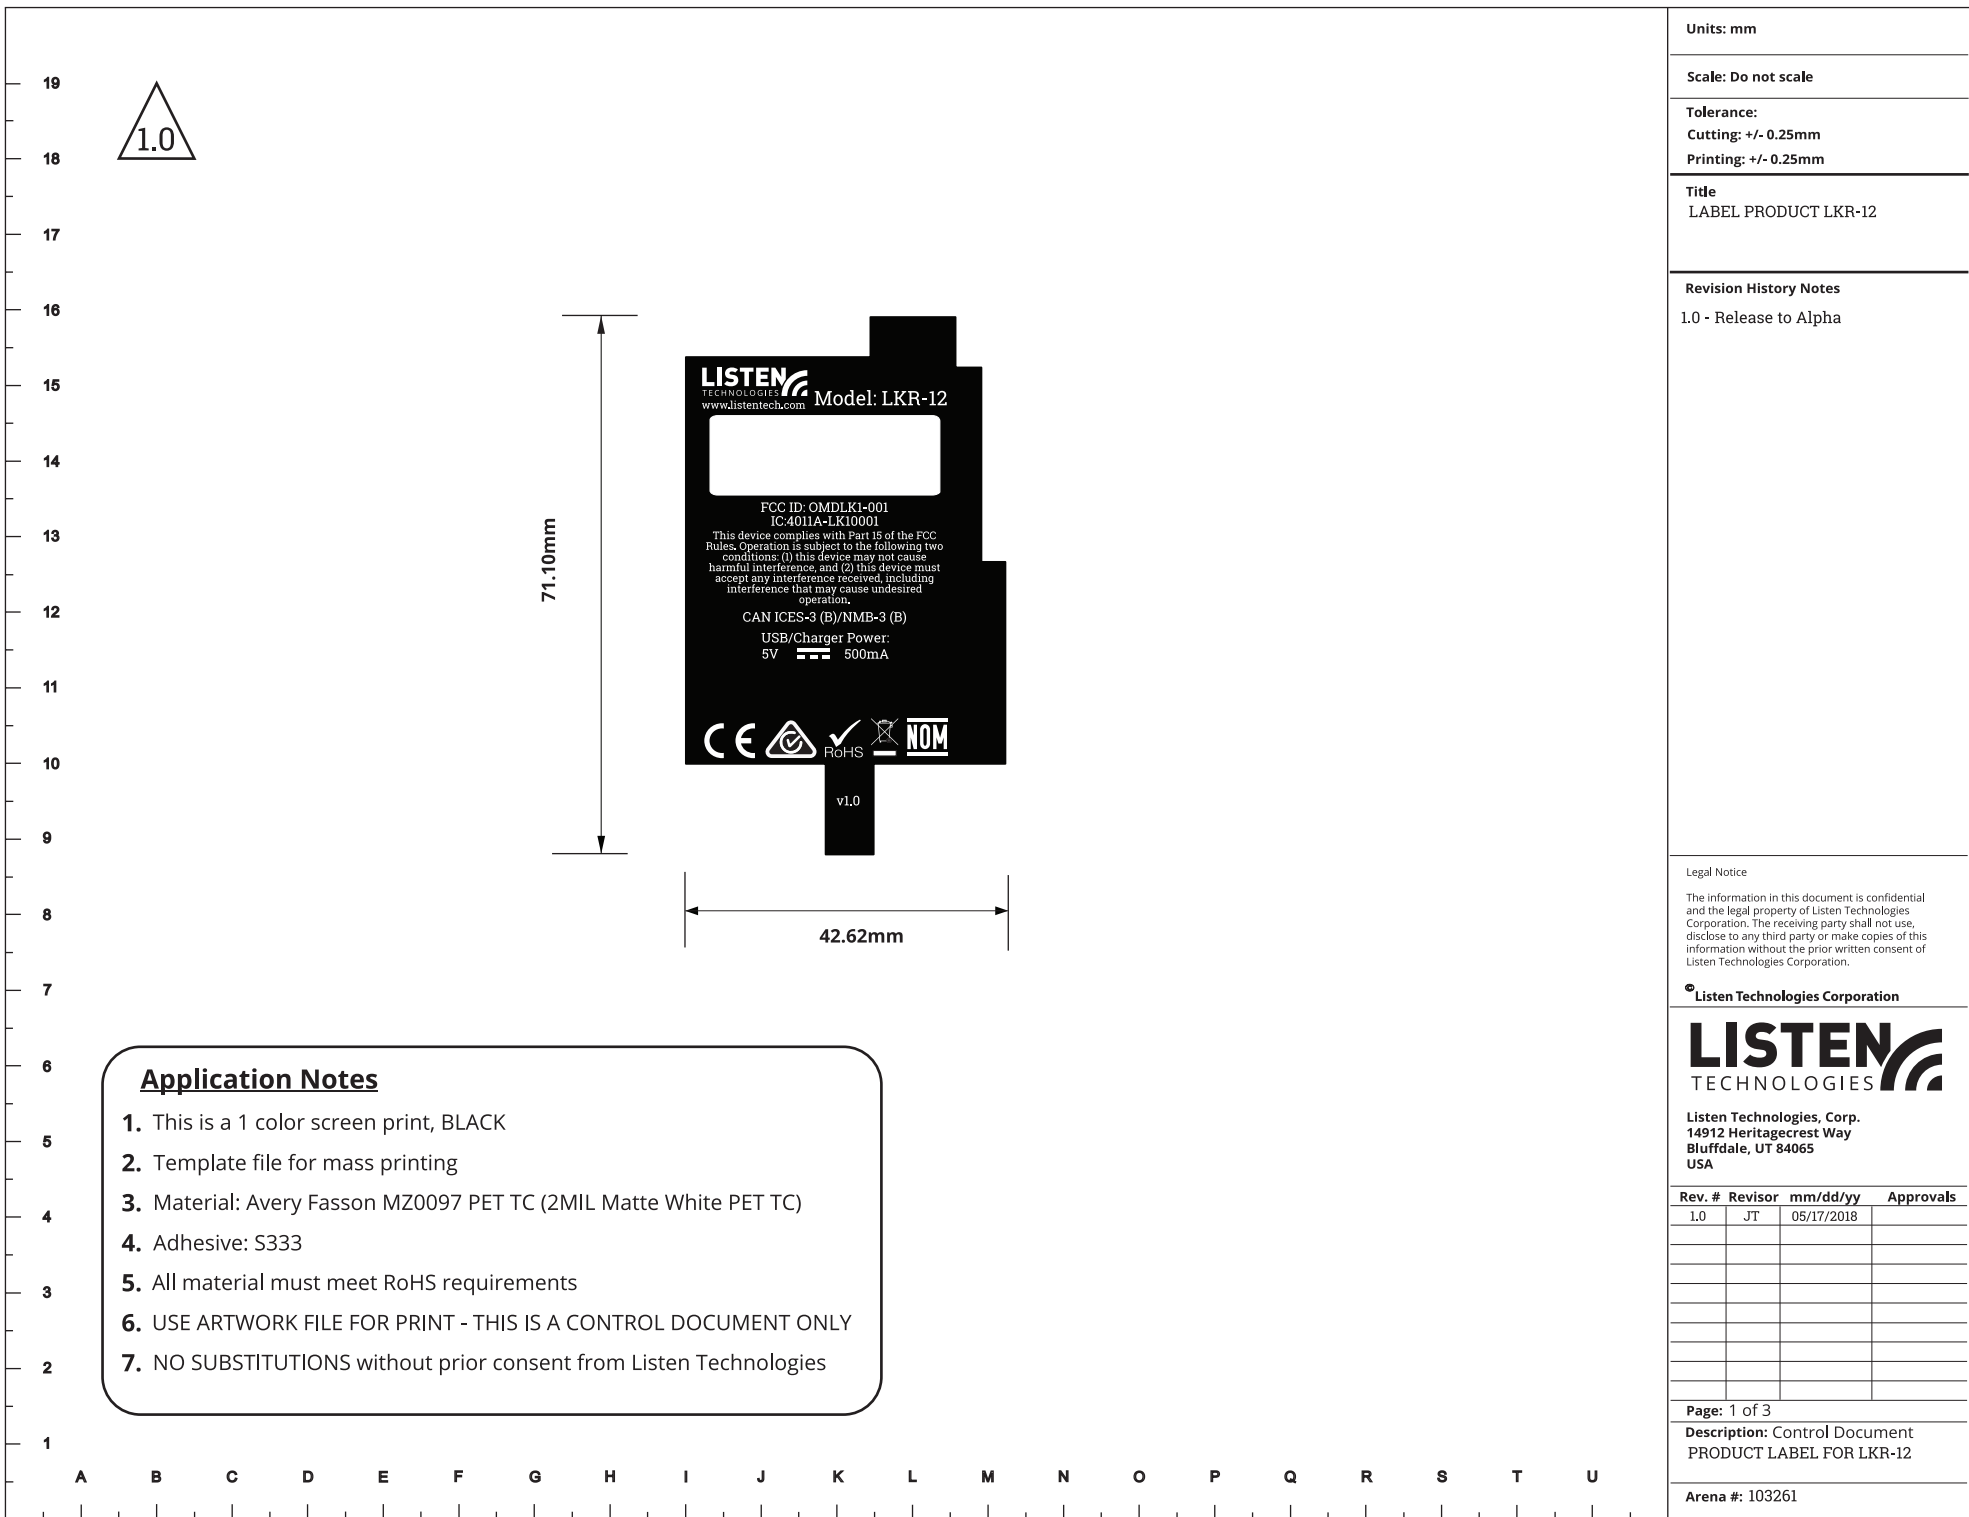 19
18
17
16
15
14
13
12
11
10
9
8
7
6
5
4
3
2
1
A B C D E F G H I J K L M N O P Q R S T U
1.0
71.10mm
42.62mm
LISTEN
TECHNOLOGIES
www.listentech.com
Model: LKR-12
FCC ID: OMDLK1-001
IC:4011A-LK10001
This device complies with Part 15 of the FCC
Rules. Operation is subject to the following two
conditions: (1) this device may not cause
harmful interference, and (2) this device must
accept any interference received, including
interference that may cause undesired
operation.
CAN ICES-3 (B)/NMB-3 (B)
USB/Charger Power:
5V 500mA
CE RoHS NOM
v1.0
Application Notes
1. This is a 1 color screen print, BLACK
2. Template file for mass printing
3. Material: Avery Fasson MZ0097 PET TC (2MIL Matte White PET TC)
4. Adhesive: S333
5. All material must meet RoHS requirements
6. USE ARTWORK FILE FOR PRINT - THIS IS A CONTROL DOCUMENT ONLY
7. NO SUBSTITUTIONS without prior consent from Listen Technologies
Units: mm
Scale: Do not scale
Tolerance:
Cutting: +/- 0.25mm
Printing: +/- 0.25mm
Title
LABEL PRODUCT LKR-12
Revision History Notes
1.0 - Release to Alpha
Legal Notice
The information in this document is confidential
and the legal property of Listen Technologies
Corporation. The receiving party shall not use,
disclose to any third party or make copies of this
information without the prior written consent of
Listen Technologies Corporation.
© Listen Technologies Corporation
LISTEN
TECHNOLOGIES
Listen Technologies, Corp.
14912 Heritagecrest Way
Bluffdale, UT 84065
USA
Rev. # Revisor mm/dd/yy Approvals
1.0 JT 05/17/2018
Page: 1 of 3
Description: Control Document
PRODUCT LABEL FOR LKR-12
Arena #: 103261